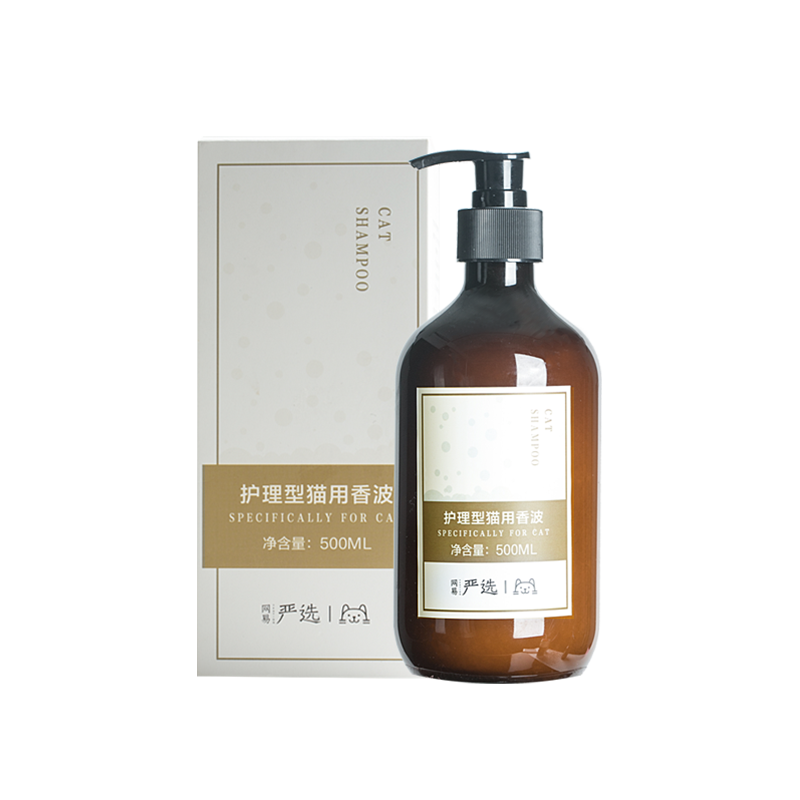 CAT
SHAMPOO
护理型猫用香波
SPECIFICALLY FOR CA
净含量：500ML
网易
严选
CAT
SHAMPOO
护理型猫用香波
SPECIFICALLY FOR CAT
净含量：500ML
网易
严选